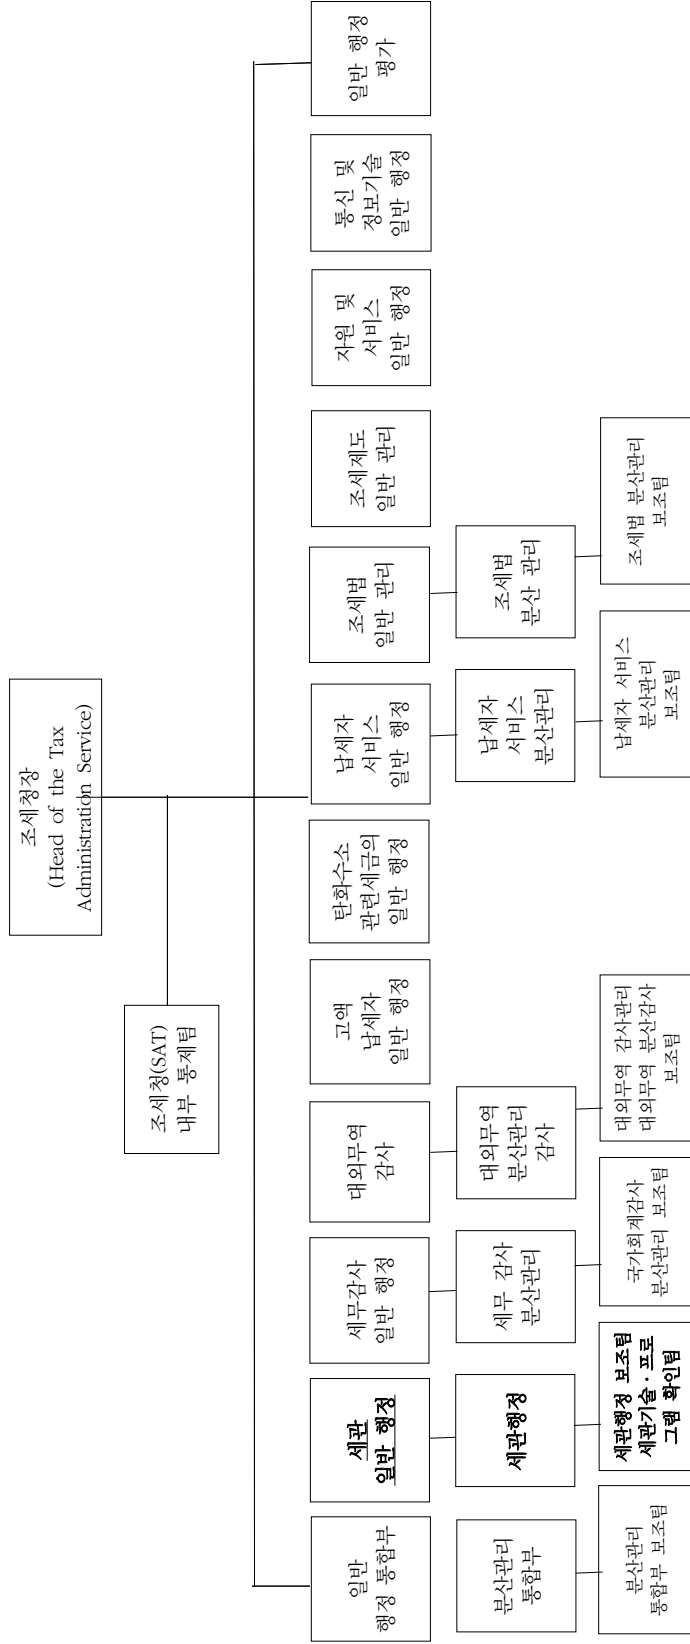 조세청장
(Head of the Tax
Administration Service)
조세청(SAT)
내부 통제팀
일반
행정 통합부
세관
일반 행정
세무감사
일반 행정
대외무역
감사
고액
납세자
일반 행정
탄화수소
관련세금의
일반 행정
납세자
서비스
일반 행정
조세법
일반 관리
조세제도
일반 관리
자원 및
서비스
일반 행정
통신 및
정보기술
일반 행정
일반 행정
평가
분산관리
통합부
세관행정
세무 감사
분산관리
대외무역
분산관리
감사
납세자
서비스
분산관리
조세법
분산 관리
분산관리
통합부 보조팀
세관행정 보조팀
세관기술·프로
그램 확인팀
국가회계감사
분산관리 보조팀
대외무역 감사관리
대외무역 분산감사
보조팀
납세자 서비스
분산관리
보조팀
조세법 분산관리
보조팀